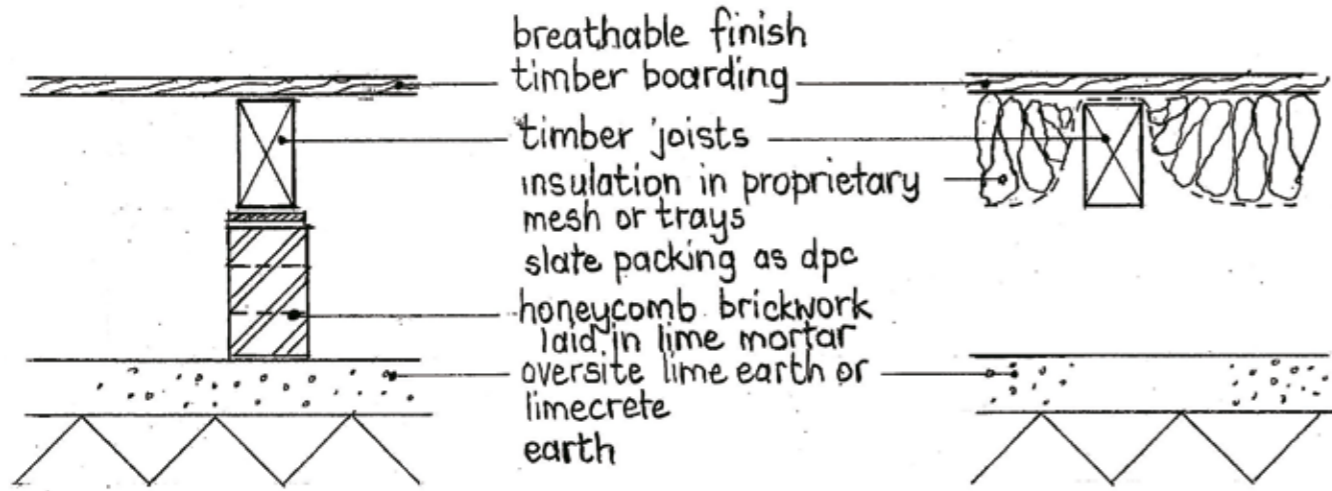 breathable finish
timber boarding
timber joists
insulation in proprietary
mesh or trays
slate packing as dpc
honeycomb brickwork
laid in lime mortar
oversite lime earth or
limecrete
earth